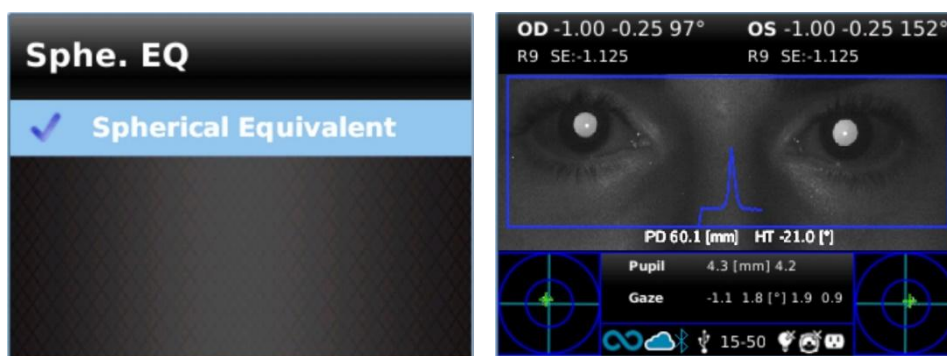 Sphe. EQ
Spherical Equivalent
OD -1.00 -0.25 97° OS -1.00 -0.25 152°
R9 SE:-1.125 R9 SE:-1.125
PD 60.1 [mm] HT -21.0 [°]
Pupil 4.3 [mm] 4.2
Gaze -1.1 1.8 [°] 1.9 0.9
15-50